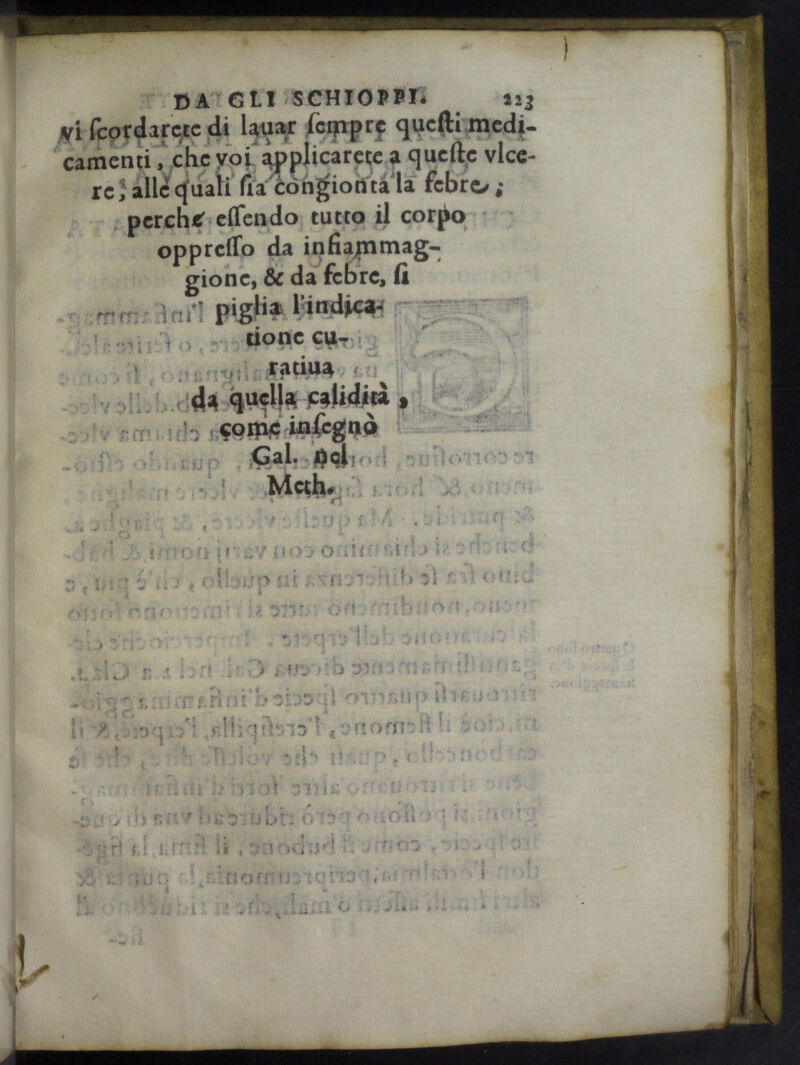 DA GLI SCHIOPPI. 223
vi ſcordarete di lauar ſempre queſti medi-
camenti, che voi applicarete a queſte vlce-
re, alle quali ſia congionta la febre;
perche eſſendo tutto il corpo
oppreſſo da infiammag-
gione, & da febre, ſi
piglia l'indica-
tione cu-
ratiua
da quella calidità,
come inſegnò
Gal. nel
Meth.